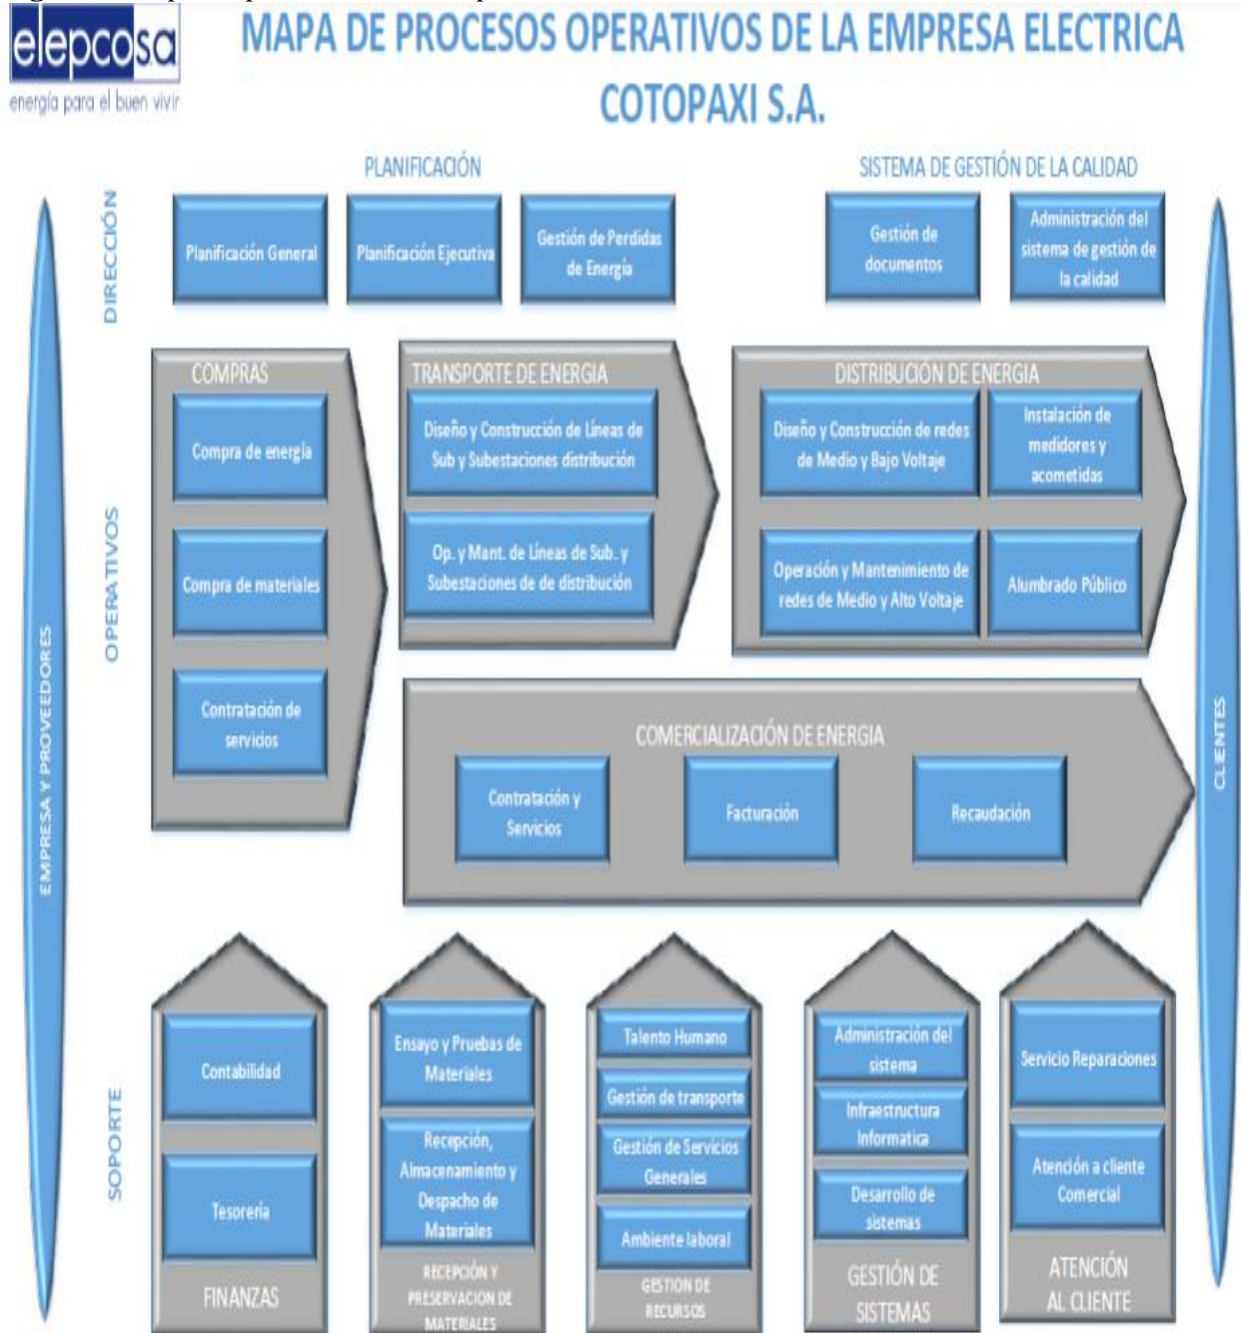 elepcosa
energía para el buen vivir
MAPA DE PROCESOS OPERATIVOS DE LA EMPRESA ELECTRICA
COTOPAXI S.A.
PLANIFICACIÓN
SISTEMA DE GESTIÓN DE LA CALIDAD
DIRECCIÓN
Planificación General
Planificación Ejecutiva
Gestión de Perdidas
de Energía
Gestión de
documentos
Administración del
sistema de gestión de
la calidad
EMPRESA Y PROVEEDORES
OPERATIVOS
COMPRAS
Compra de energía
Compra de materiales
Contratación de
servicios
TRANSPORTE DE ENERGIA
Diseño y Construcción de Líneas de
Sub y Subestaciones distribución
Op. y Mant. de Líneas de Sub. y
Subestaciones de de distribución
DISTRIBUCIÓN DE ENERGIA
Diseño y Construcción de redes
de Medio y Bajo Voltaje
Instalación de
medidores y
acometidas
Operación y Mantenimiento de
redes de Medio y Alto Voltaje
Alumbrado Público
COMERCIALIZACIÓN DE ENERGIA
Contratación y
Servicios
Facturación
Recaudación
CLIENTES
SOPORTE
Contabilidad
Tesorería
FINANZAS
Ensayo y Pruebas de
Materiales
Recepción,
Almacenamiento y
Despacho de
Materiales
RECEPCIÓN Y
PRESERVACION DE
MATERIALES
Talento Humano
Gestión de transporte
Gestión de Servicios
Generales
Ambiente laboral
GESTION DE
RECURSOS
Administración del
sistema
Infraestructura
Informatica
Desarrollo de
sistemas
GESTIÓN DE
SISTEMAS
Servicio Reparaciones
Atención a cliente
Comercial
ATENCIÓN
AL CLIENTE